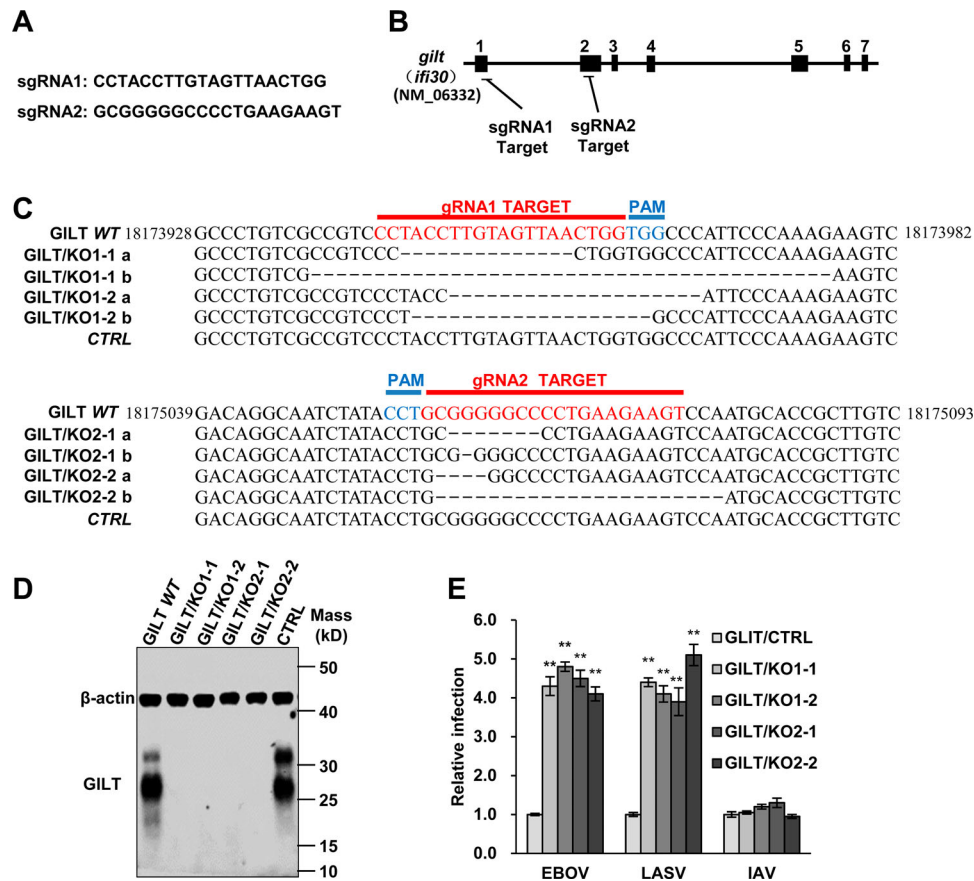 A
sgRNA1: CCTACCTTGTAGTTAACTGG
sgRNA2: GCGGGGGCCCCTGAAGAAGT
B
1 2 3 4 5 6 7
gilt
(ifi30)
(NM_06332)
sgRNA1
Target
sgRNA2
Target
C
gRNA1 TARGET PAM
GILT WT 18173928 GCCCTGTCGCCGTCCCTACCTTGTAGTTAACTGGTGGCCCATTCCCAAAGAAGTC 18173982
GILT/KO1-1 a GCCCTGTCGCCGTCCC--------------CTGGTGGCCCATTCCCAAAGAAGTC
GILT/KO1-1 b GCCCTGTCG----------------------------------------AAGTC
GILT/KO1-2 a GCCCTGTCGCCGTCCCTACC--------------------ATTCCCAAAGAAGTC
GILT/KO1-2 b GCCCTGTCGCCGTCCCT-------------------GCCCATTCCCAAAGAAGTC
CTRL GCCCTGTCGCCGTCCCTACCTTGTAGTTAACTGGTGGCCCATTCCCAAAGAAGTC
PAM gRNA2 TARGET
GILT WT 18175039 GACAGGCAATCTATACCTGCGGGGGCCCCTGAAGAAGTCCAATGCACCGCTTGTC 18175093
GILT/KO2-1 a GACAGGCAATCTATACCTGC-------CCTGAAGAAGTCCAATGCACCGCTTGTC
GILT/KO2-1 b GACAGGCAATCTATACCTGCG-GGGCCCCTGAAGAAGTCCAATGCACCGCTTGTC
GILT/KO2-2 a GACAGGCAATCTATACCTG----GGCCCCTGAAGAAGTCCAATGCACCGCTTGTC
GILT/KO2-2 b GACAGGCAATCTATACCTG----------------------ATGCACCGCTTGTC
CTRL GACAGGCAATCTATACCTGCGGGGGCCCCTGAAGAAGTCCAATGCACCGCTTGTC
D
GILT WT
GILT/KO1-1
GILT/KO1-2
GILT/KO2-1
GILT/KO2-2
CTRL
Mass
(kD)
50
β-actin
40
30
GILT
25
15
10
E
Relative infection
6.0
5.0
4.0
3.0
2.0
1.0
0.0
** ** ** **
** ** ** **
EBOV LASV IAV
GLIT/CTRL
GILT/KO1-1
GILT/KO1-2
GILT/KO2-1
GILT/KO2-2